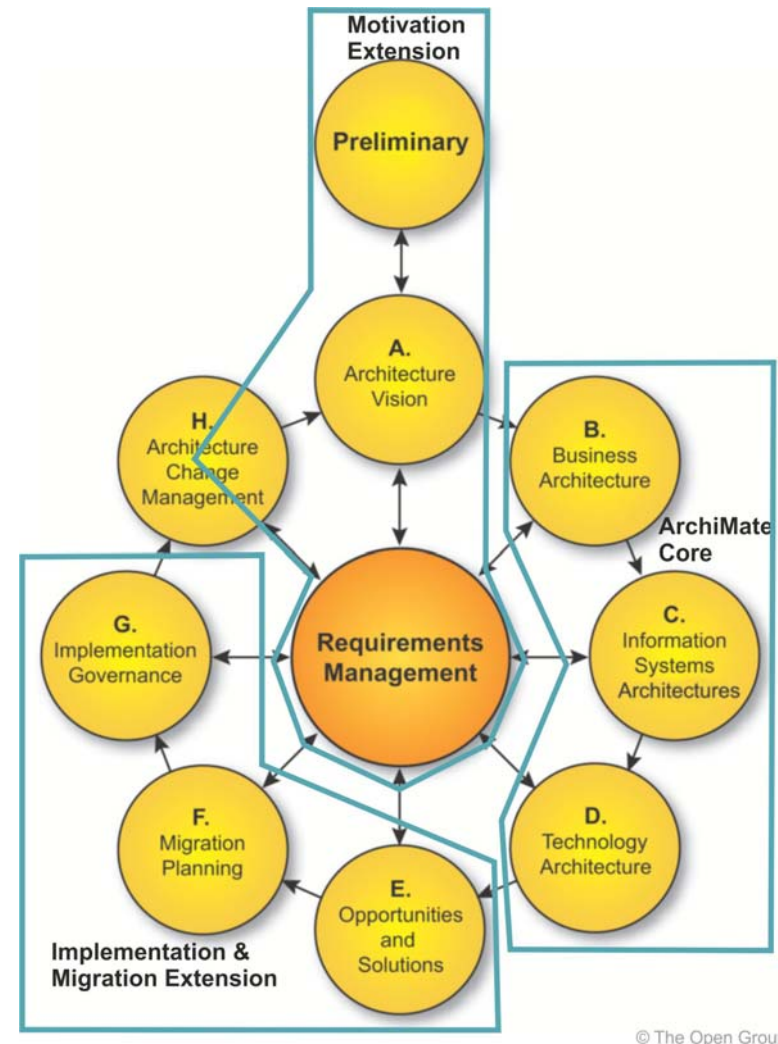 Motivation
Extension
Preliminary
A.
Architecture
Vision
H.
Architecture
Change
Management
B.
Business
Architecture
ArchiMate
Core
G.
Implementation
Governance
Requirements
Management
C.
Information
Systems
Architectures
F.
Migration
Planning
D.
Technology
Architecture
E.
Opportunities
and
Solutions
Implementation &
Migration Extension
© The Open Grou